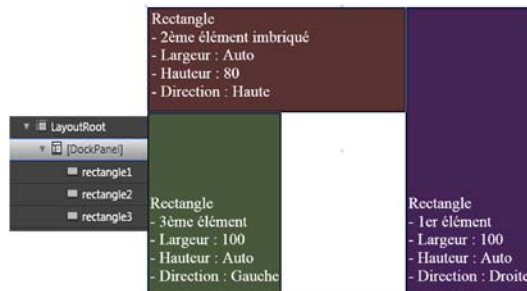 Rectangle
- 2ème élément imbriqué
- Largeur : Auto
- Hauteur : 80
- Direction : Haute
LayoutRoot
[DockPanel]
rectangle1
rectangle2
rectangle3
Rectangle
- 3ème élément
- Largeur : 100
- Hauteur : Auto
- Direction : Gauche
Rectangle
- 1er élément
- Largeur : 100
- Hauteur : Auto
- Direction : Droite